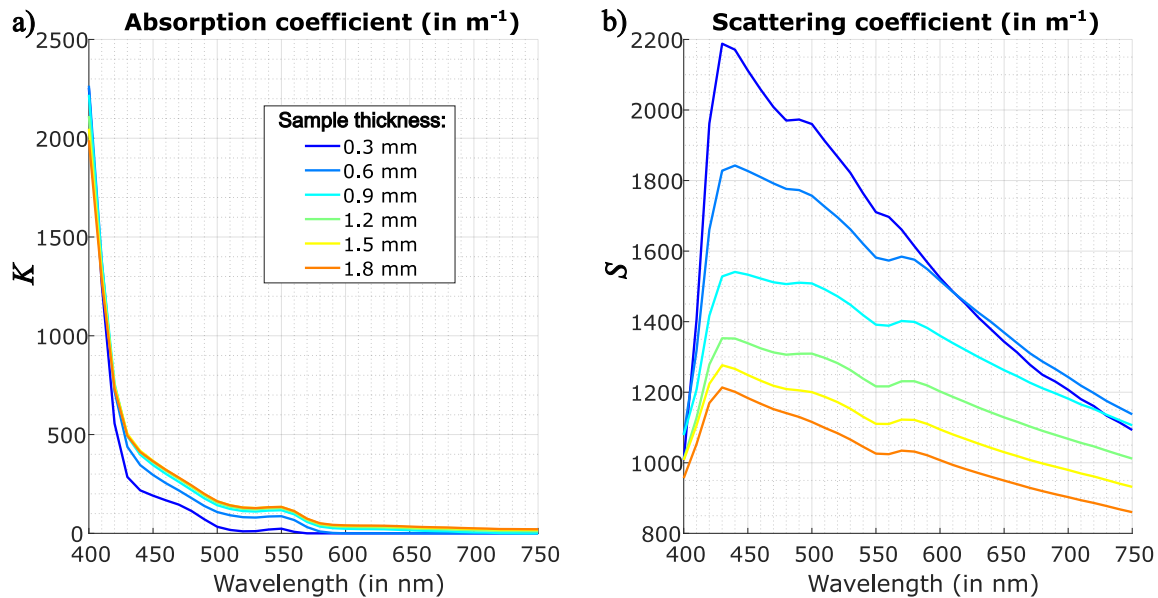 a) Absorption coefficient (in m⁻¹)
2500
2000
1500
1000
500
0
K
400 450 500 550 600 650 700 750
Wavelength (in nm)
Sample thickness:
0.3 mm
0.6 mm
0.9 mm
1.2 mm
1.5 mm
1.8 mm
b) Scattering coefficient (in m⁻¹)
2200
2000
1800
1600
1400
1200
1000
800
S
400 450 500 550 600 650 700 750
Wavelength (in nm)